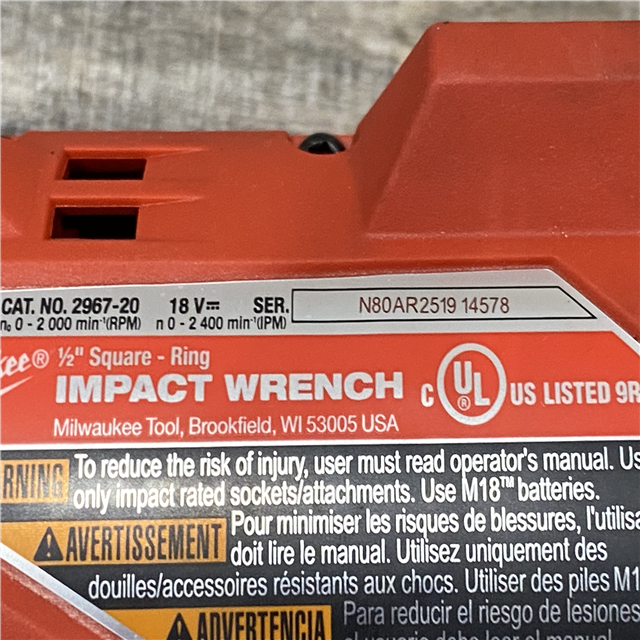 CAT. NO. 2967-20 18 V⎓ SER. N80AR2519 14578
n₀ 0 - 2 000 min⁻¹(RPM) n 0 - 2 400 min⁻¹(IPM)
½" Square - Ring
IMPACT WRENCH C UL® US LISTED
Milwaukee Tool, Brookfield, WI 53005 USA
To reduce the risk of injury, user must read operator's manual.
only impact rated sockets/attachments. Use M18™ batteries.
AVERTISSEMENT Pour minimiser les risques de blessures,
doit lire le manual. Utilisez uniquement des
douilles/accessoires résistants aux chocs. Utiliser des piles
ADVERTENCIA Para reducir el riesgo de lesiones